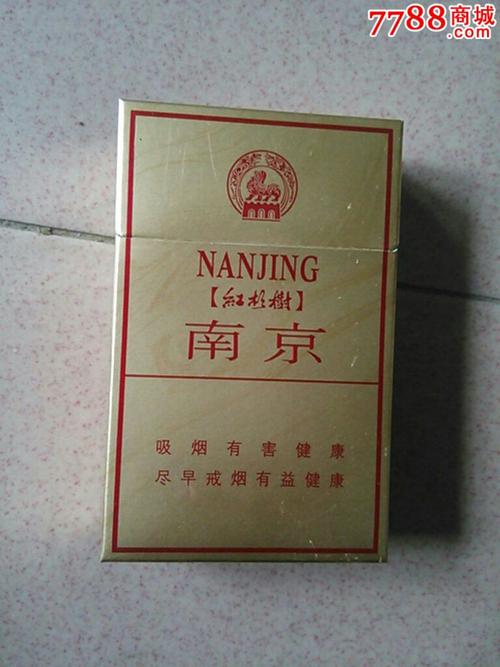 7788商城
NANJING
【紅杉樹】
南京
吸烟有害健康
尽早戒烟有益健康